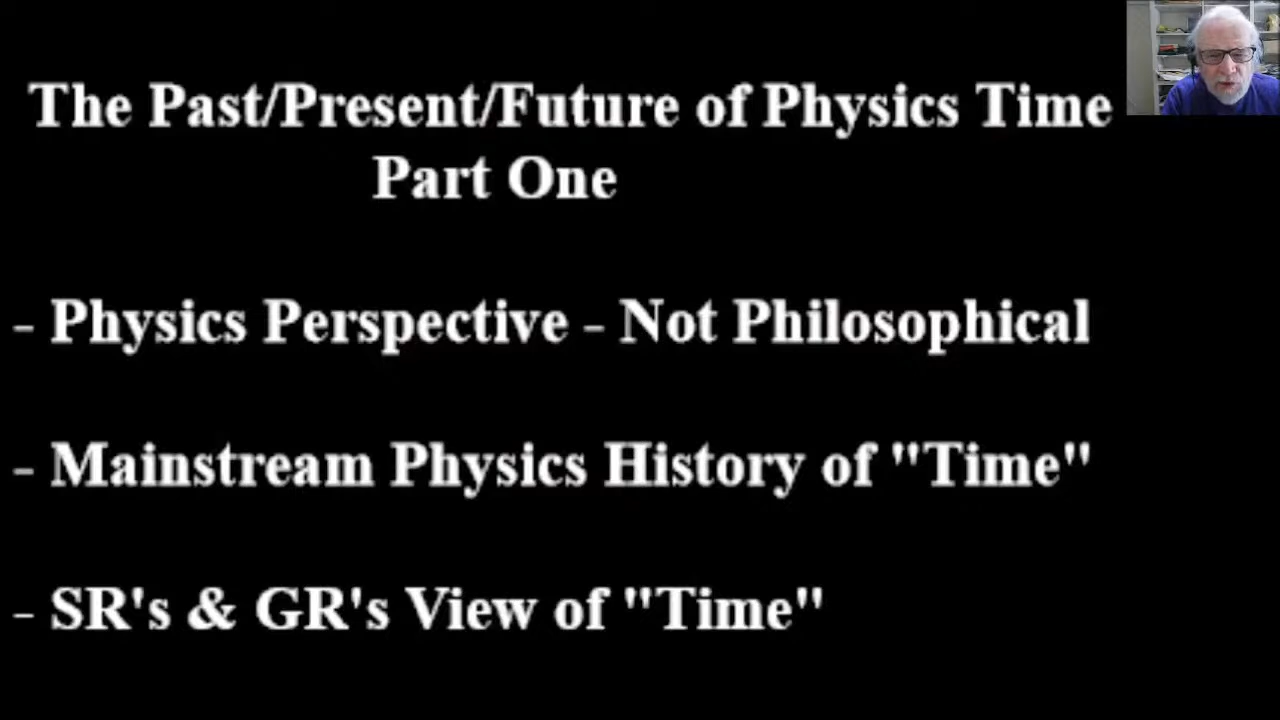 The Past/Present/Future of Physics Time
Part One
- Physics Perspective - Not Philosophical
- Mainstream Physics History of "Time"
- SR's & GR's View of "Time"